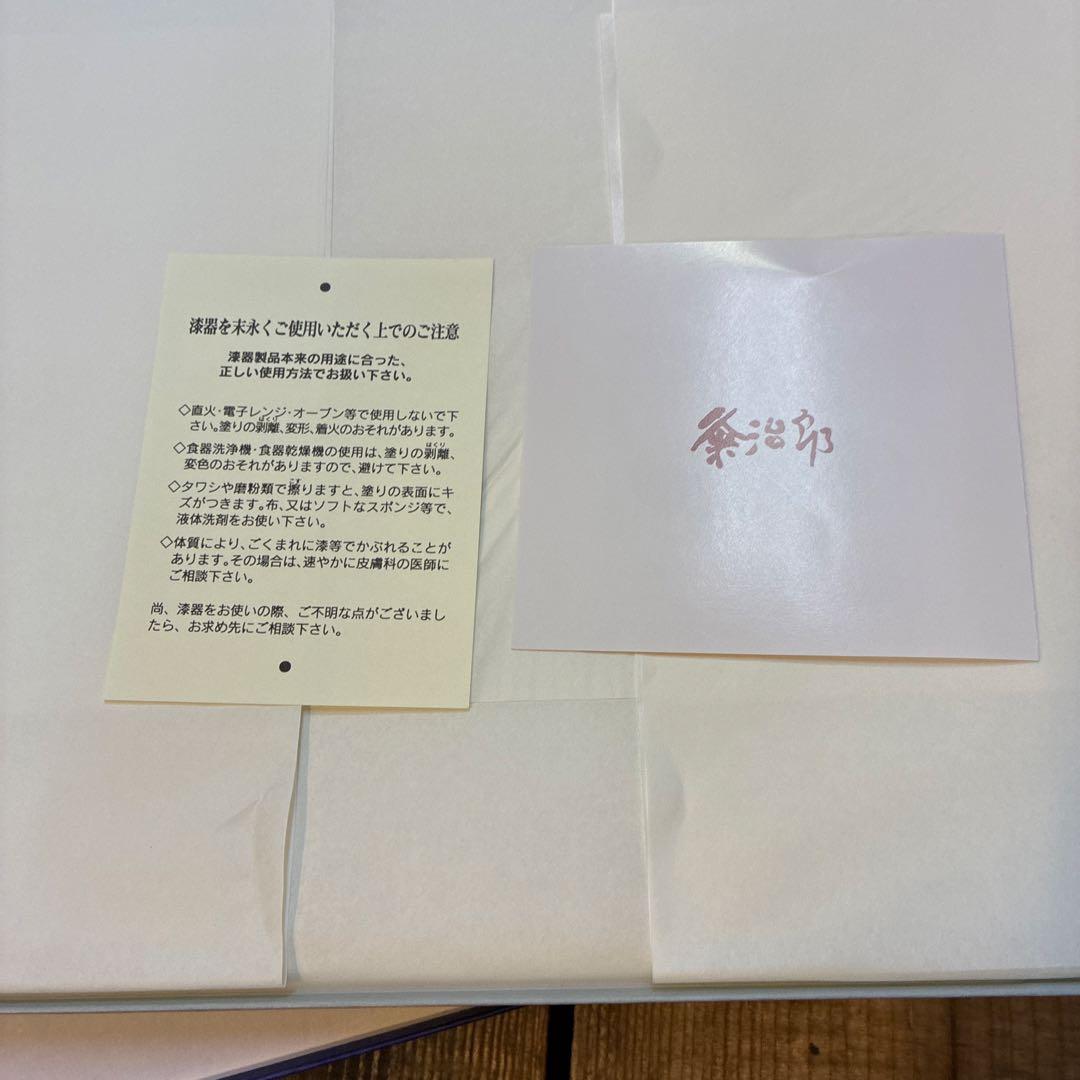 漆器を末永くご使用いただく上でのご注意
漆器製品本来の用途に合った、
正しい使用方法でお扱い下さい。
◇直火・電子レンジ・オーブン等で使用しないで下
さい。塗りの剥離、変形、着火のおそれがあります。
はくり
◇食器洗浄機・食器乾燥機の使用は、塗りの剥離、
はくり
変色のおそれがありますので、避けて下さい。
◇タワシや磨粉類で擦りますと、塗りの表面にキ
こす
ズがつきます。布、又はソフトなスポンジ等で、
液体洗剤をお使い下さい。
◇体質により、ごくまれに漆等でかぶれることが
あります。その場合は、速やかに皮膚科の医師に
ご相談下さい。
尚、漆器をお使いの際、ご不明な点がございまし
たら、お求め先にご相談下さい。
粂治郎